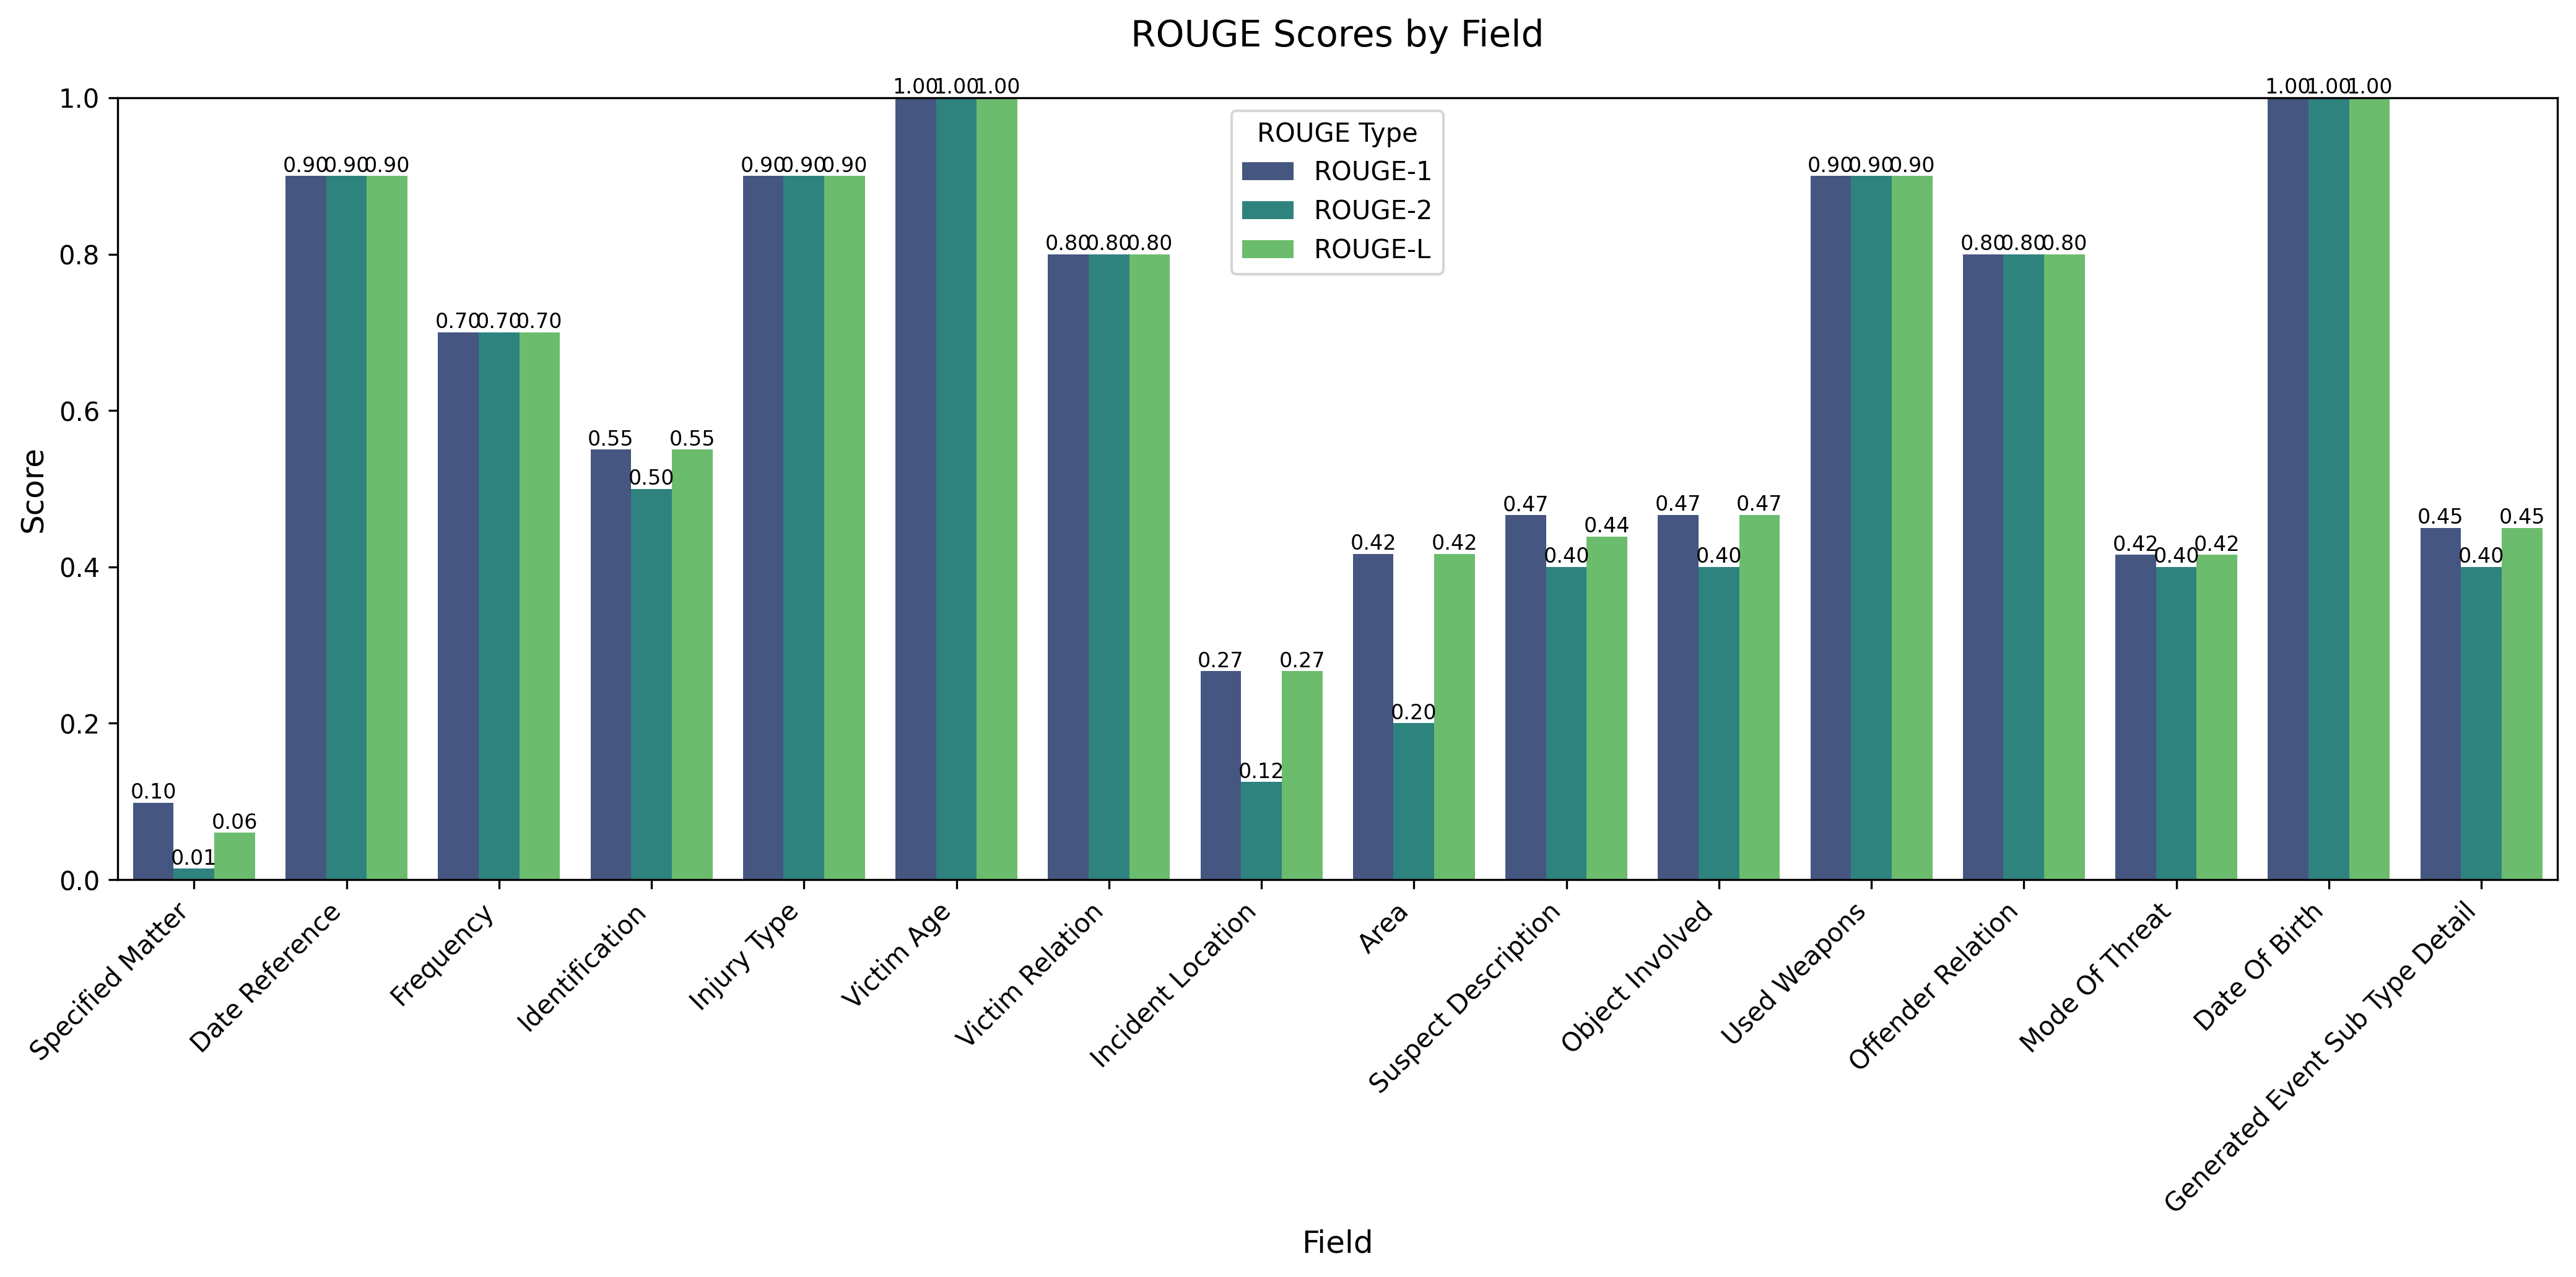 ROUGE Scores by Field
1.00 1.00 1.00 1.00 1.00 1.00
1.0
ROUGE Type
ROUGE-1
ROUGE-2
ROUGE-L
0.90 0.90 0.90 0.90 0.90 0.90 0.90 0.90 0.90
0.80 0.80 0.80 0.80 0.80 0.80
0.8
0.70 0.70 0.70
0.6
0.55 0.50 0.55
0.47 0.40 0.44 0.47 0.40 0.47
0.45 0.40 0.45
0.42 0.20 0.42 0.42 0.40 0.42
0.4
0.27 0.12 0.27
0.2
0.10 0.01 0.06
0.0
Score
Specified Matter
Date Reference
Frequency
Identification
Injury Type
Victim Age
Victim Relation
Incident Location
Area
Suspect Description
Object Involved
Used Weapons
Offender Relation
Mode Of Threat
Date Of Birth
Generated Event Sub Type Detail
Field